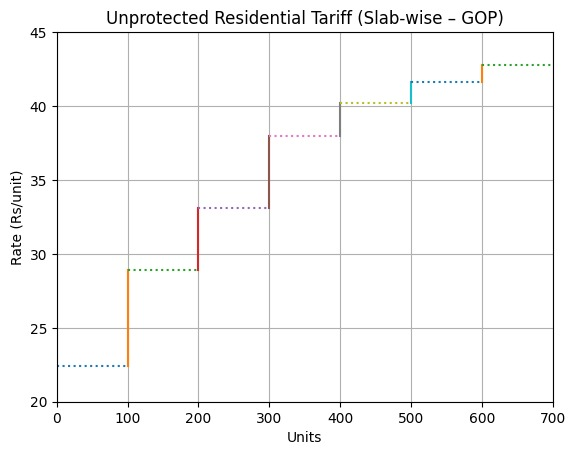 Unprotected Residential Tariff (Slab-wise – GOP)
45
40
35
30
25
20
Rate (Rs/unit)
0 100 200 300 400 500 600 700
Units